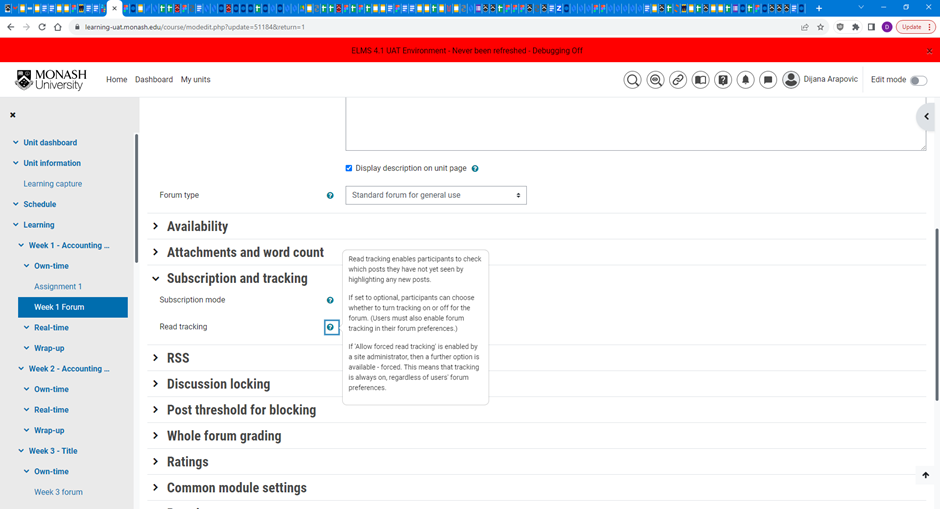 learning-uat.monash.edu/course/modedit.php?update=51184&return=1
Update
ELMS 4.1 UAT Environment - Never been refreshed - Debugging Off
MONASH
University
Home
Dashboard
My units
Dijana Arapovic
Edit mode
Unit dashboard
Unit information
Learning capture
Schedule
Learning
Week 1 - Accounting ...
Own-time
Assignment 1
Week 1 Forum
Real-time
Wrap-up
Week 2 - Accounting ...
Own-time
Real-time
Wrap-up
Week 3 - Title
Own-time
Week 3 forum
Display description on unit page
Forum type
Standard forum for general use
Availability
Attachments and word count
Subscription and tracking
Subscription mode
Read tracking
Read tracking enables participants to check
which posts they have not yet seen by
highlighting any new posts.
If set to optional, participants can choose
whether to turn tracking on or off for the
forum. (Users must also enable forum
tracking in their forum preferences.)
If 'Allow forced read tracking' is enabled by
a site administrator, then a further option is
available - forced. This means that tracking
is always on, regardless of users' forum
preferences.
RSS
Discussion locking
Post threshold for blocking
Whole forum grading
Ratings
Common module settings